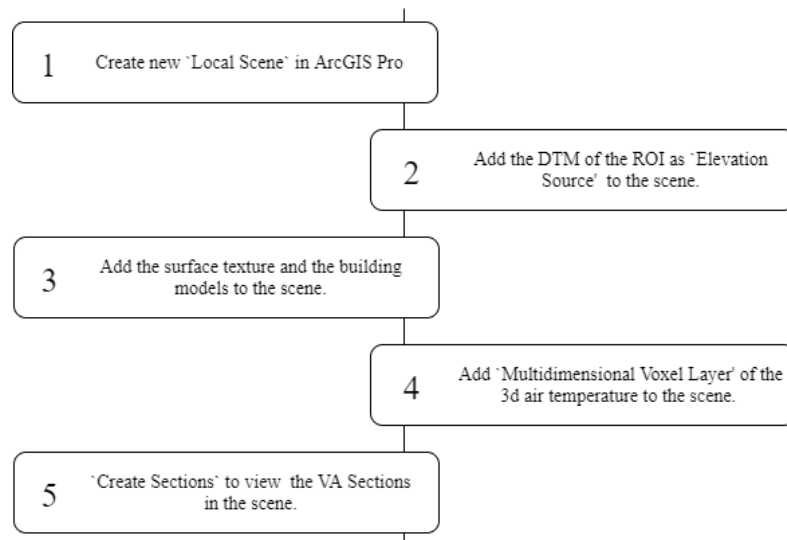 1
Create new `Local Scene` in ArcGIS Pro
2
Add the DTM of the ROI as `Elevation
Source' to the scene.
3
Add the surface texture and the building
models to the scene.
4
Add `Multidimensional Voxel Layer' of the
3d air temperature to the scene.
5
`Create Sections` to view the VA Sections
in the scene.